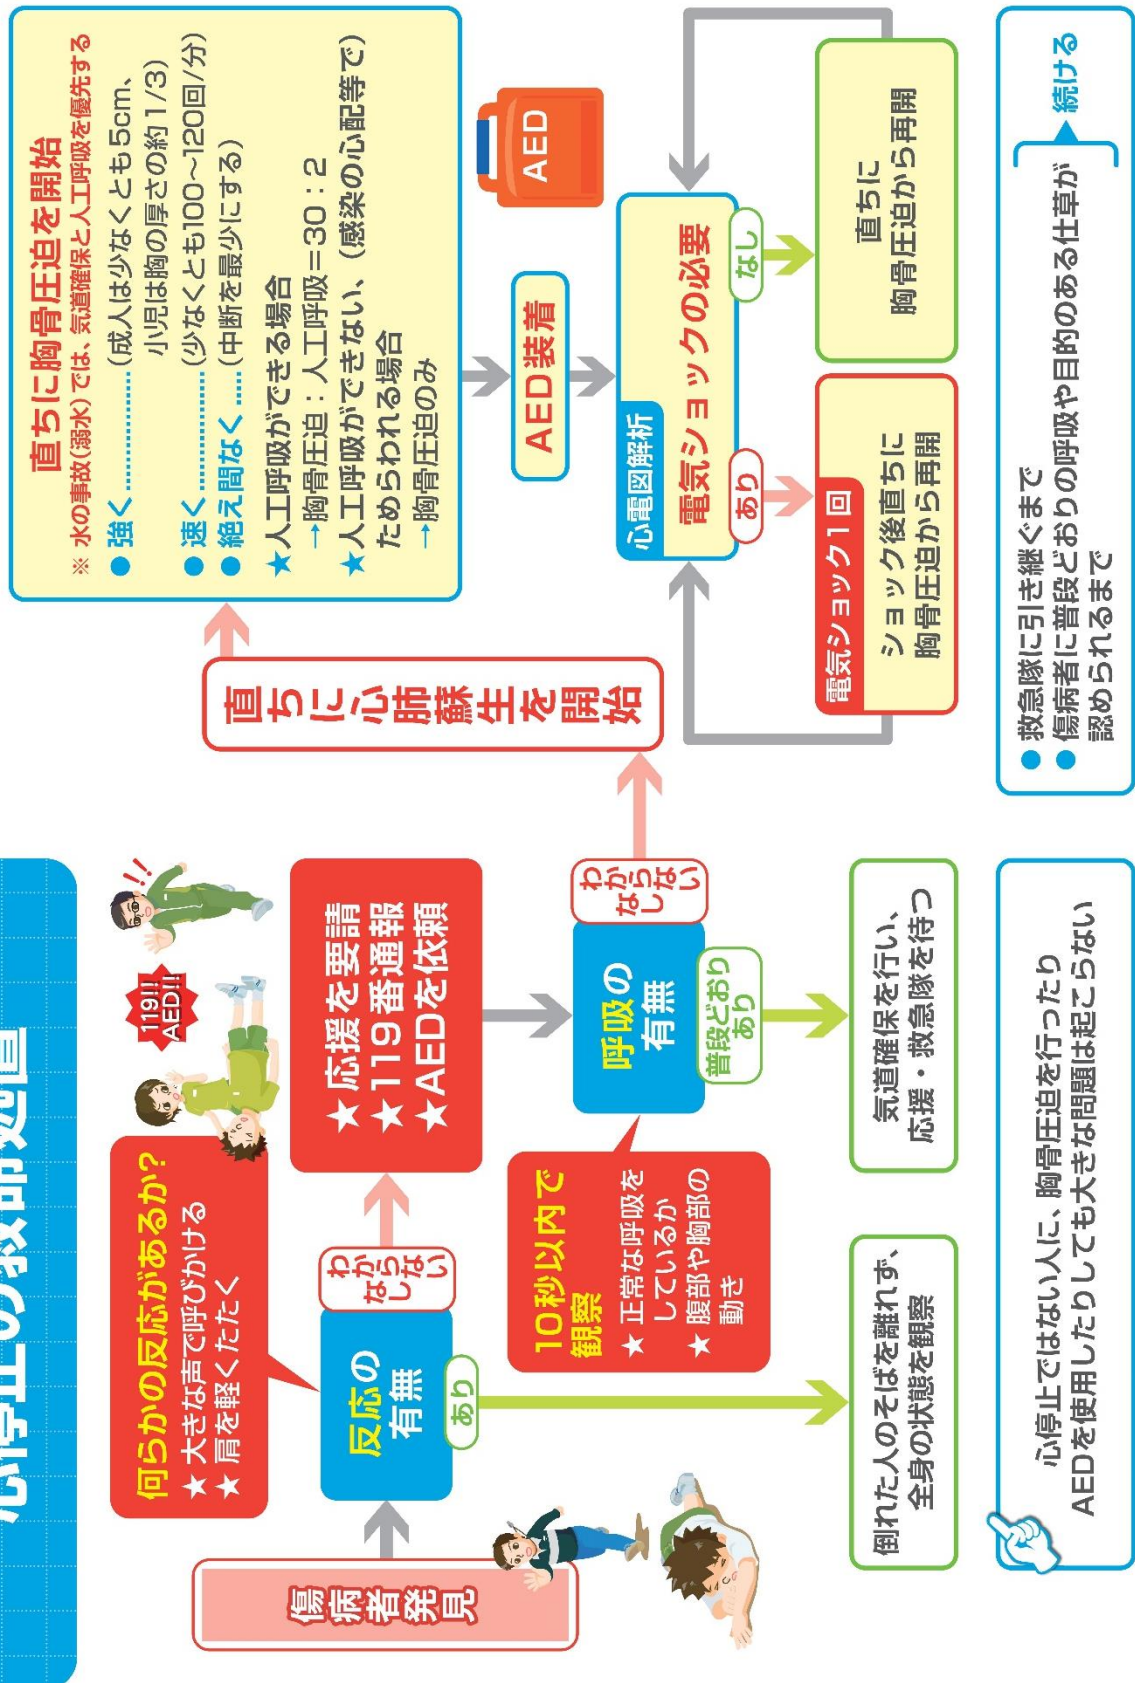 心停止の救命処置
傷病者発見
何らかの反応があるか?
★ 大きな声で呼びかける
★ 肩を軽くたたく
119!!
AED!!
!!
反応の
有無
わからない
なし
あり
★ 応援を要請
★119番通報
★AEDを依頼
10秒以内で
観察
★ 正常な呼吸を
しているか
★ 腹部や胸部の
動き
呼吸の
有無
わからない
なし
普段どおり
あり
倒れた人のそばを離れず、
全身の状態を観察
気道確保を行い、
応援・救急隊を待つ
心停止ではない人に、胸骨圧迫を行ったり
AEDを使用したりしても大きな問題は起こらない
直ちに心肺蘇生を開始
直ちに胸骨圧迫を開始
※ 水の事故(溺水)では、気道確保と人工呼吸を優先する
● 強く……………(成人は少なくとも5cm、
小児は胸の厚さの約1/3)
● 速く……………(少なくとも100~120回/分)
● 絶え間なく……(中断を最少にする)
★人工呼吸ができる場合
→胸骨圧迫:人工呼吸=30:2
★人工呼吸ができない、(感染の心配等で)
ためらわれる場合
→胸骨圧迫のみ
AED装着
AED
心電図解析
電気ショックの必要
あり
なし
電気ショック1回
ショック後直ちに
胸骨圧迫から再開
直ちに
胸骨圧迫から再開
● 救急隊に引き継ぐまで
● 傷病者に普段どおりの呼吸や目的のある仕草が
認められるまで
続ける